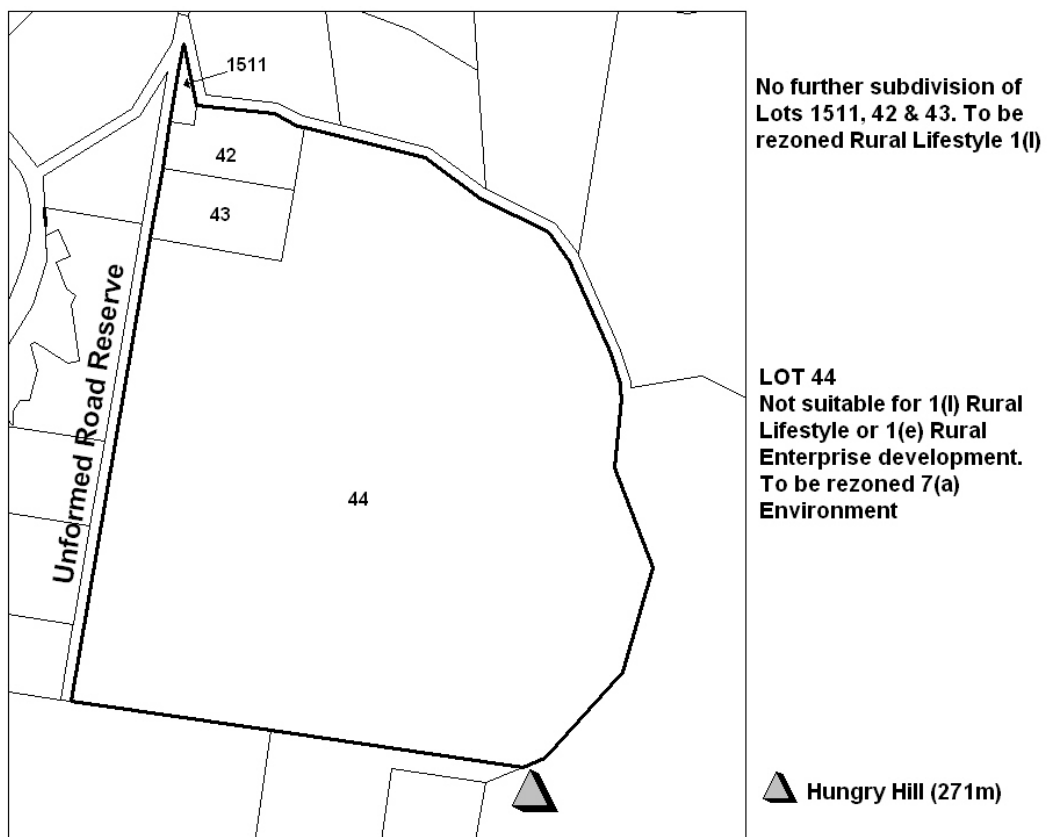 1511
No further subdivision of
Lots 1511, 42 & 43. To be
rezoned Rural Lifestyle 1(l)
42
43
Unformed Road Reserve
LOT 44
Not suitable for 1(l) Rural
Lifestyle or 1(e) Rural
Enterprise development.
To be rezoned 7(a)
Environment
44
Hungry Hill (271m)